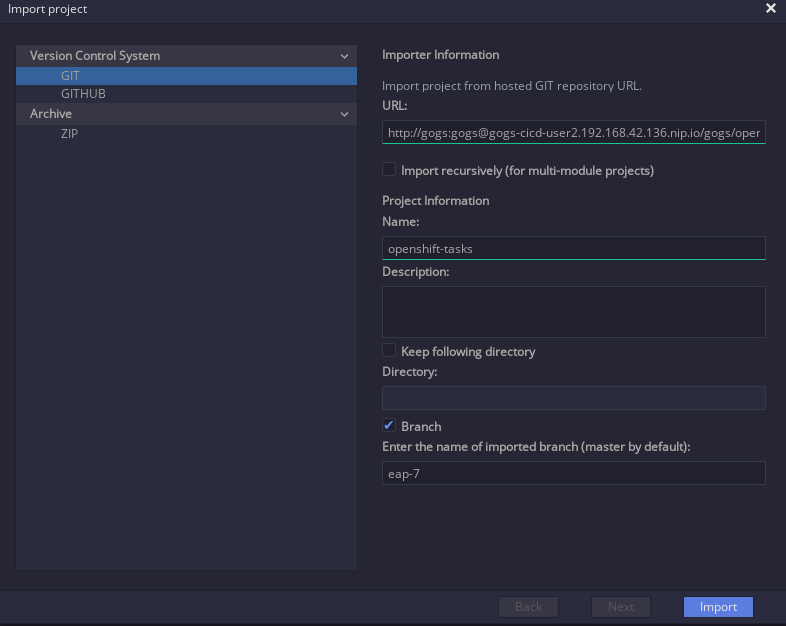 Import project
Version Control System
GIT
GITHUB
Archive
ZIP
Importer Information
Import project from hosted GIT repository URL.
URL:
http://gogs:gogs@gogs-cicd-user2.192.168.42.136.nip.io/gogs/oper
Import recursively (for multi-module projects)
Project Information
Name:
openshift-tasks
Description:
Keep following directory
Directory:
Branch
Enter the name of imported branch (master by default):
eap-7
Back
Next
Import